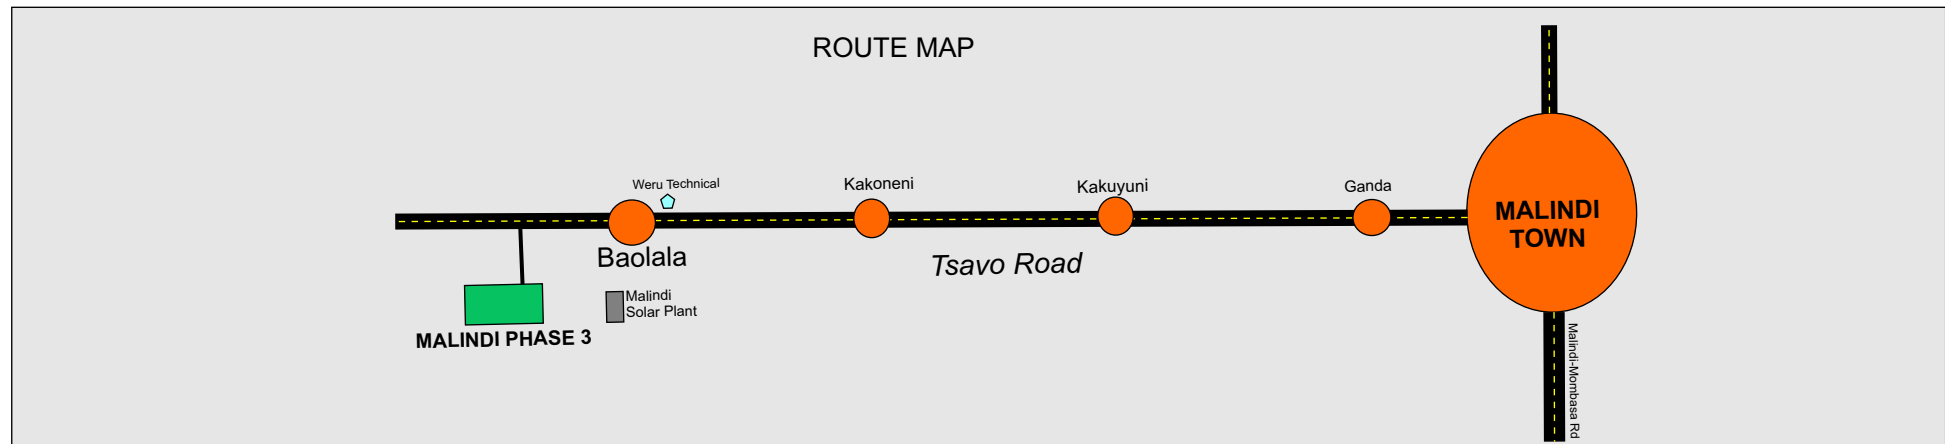 ROUTE MAP
Weru Technical
Kakoneni
Kakuyuni
Ganda
MALINDI
TOWN
Baolala
Tsavo Road
Malindi
Solar Plant
MALINDI PHASE 3
Malindi-Mombasa Rd